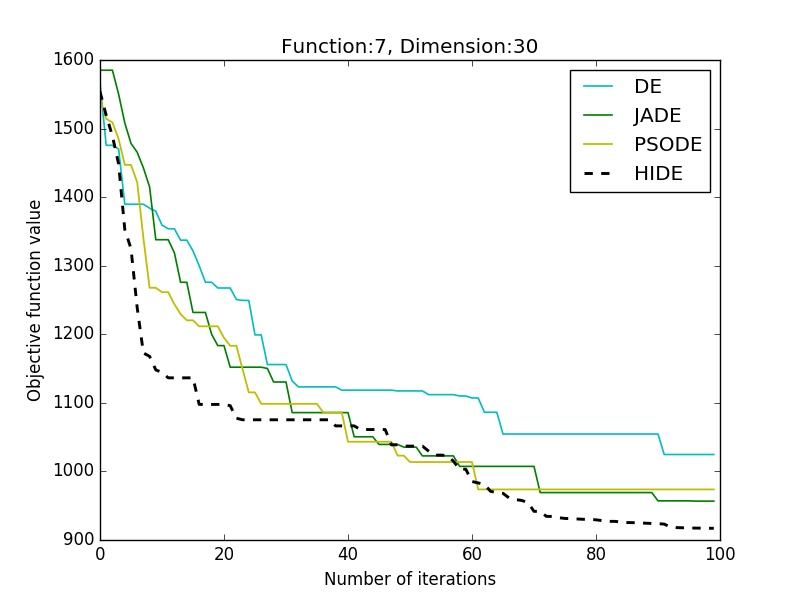 Function:7, Dimension:30
Objective function value
1600
1500
1400
1300
1200
1100
1000
900
DE
JADE
PSODE
HIDE
0 20 40 60 80 100
Number of iterations